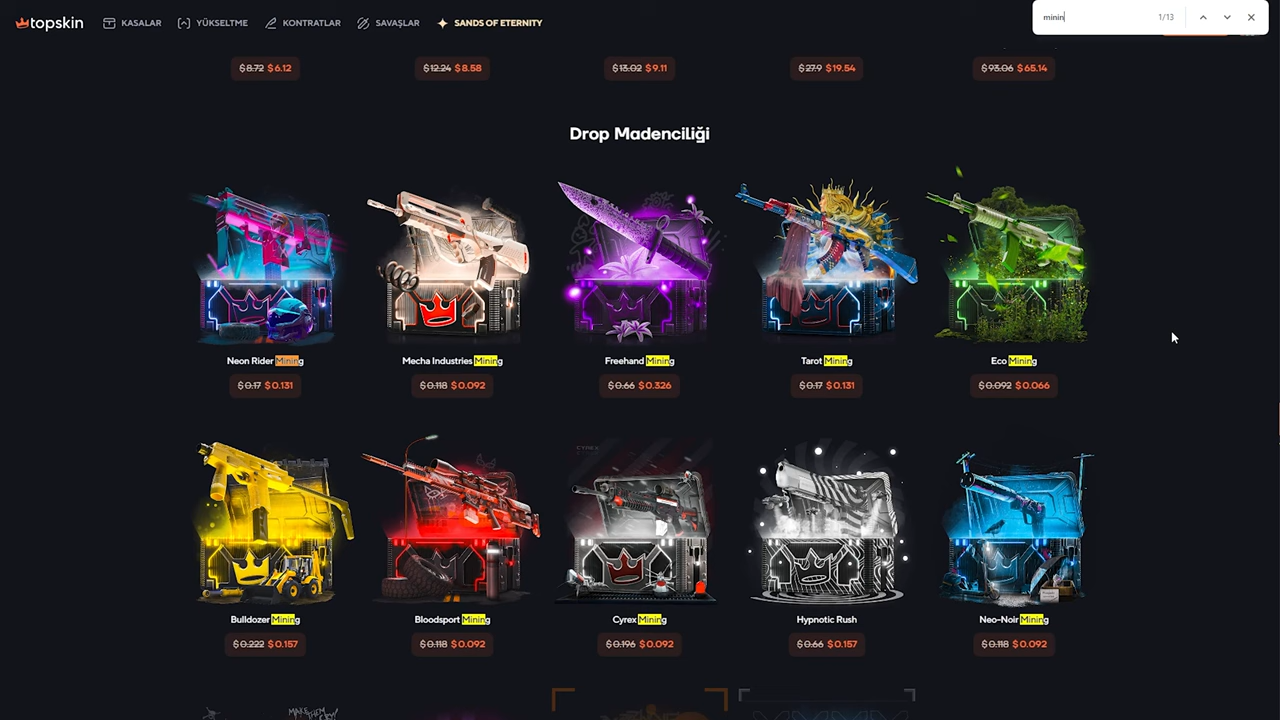 topskin
KASALAR
YÜKSELTME
KONTRATLAR
SAVAŞLAR
SANDS OF ETERNITY
minin
1/13
$8.72 $6.12
$12.24 $8.58
$13.02 $9.11
$27.9 $19.54
$93.06 $65.14
Drop Madenciliği
Neon Rider Mining
Mecha Industries Mining
Freehand Mining
Tarot Mining
Eco Mining
$0.17 $0.131
$0.118 $0.092
$0.66 $0.326
$0.17 $0.131
$0.092 $0.066
CYREX
Bulldozer Mining
Bloodsport Mining
Cyrex Mining
Hypnotic Rush
Neo-Noir Mining
$0.222 $0.157
$0.118 $0.092
$0.196 $0.092
$0.66 $0.157
$0.118 $0.092